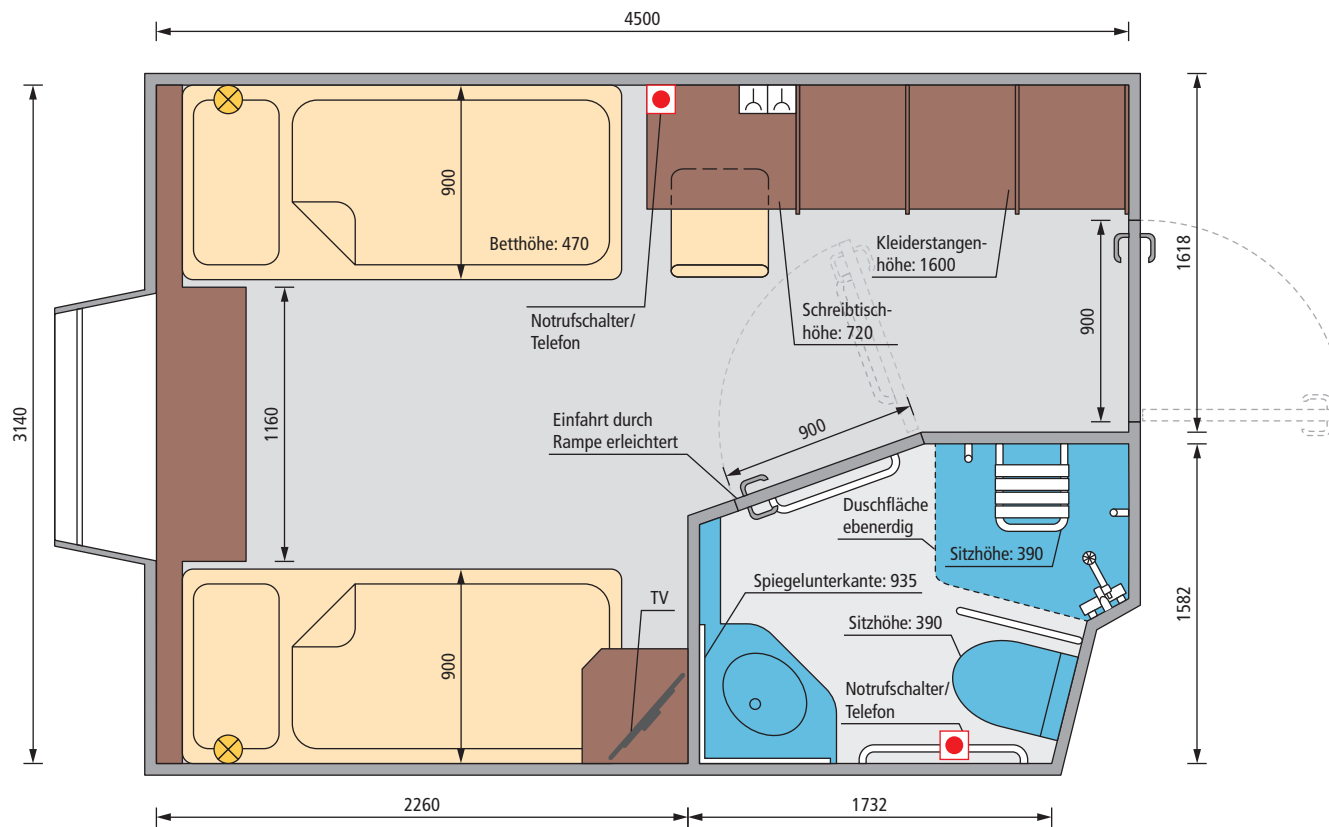 4500
900
Betthöhe: 470
Kleiderstangen-
höhe: 1600
1618
Notrufschalter/
Telefon
Schreibtisch-
höhe: 720
900
3140
1160
Einfahrt durch
Rampe erleichtert
900
Duschfläche
ebenerdig
Sitzhöhe: 390
Spiegelunterkante: 935
TV
Sitzhöhe: 390
1582
900
Notrufschalter/
Telefon
2260
1732